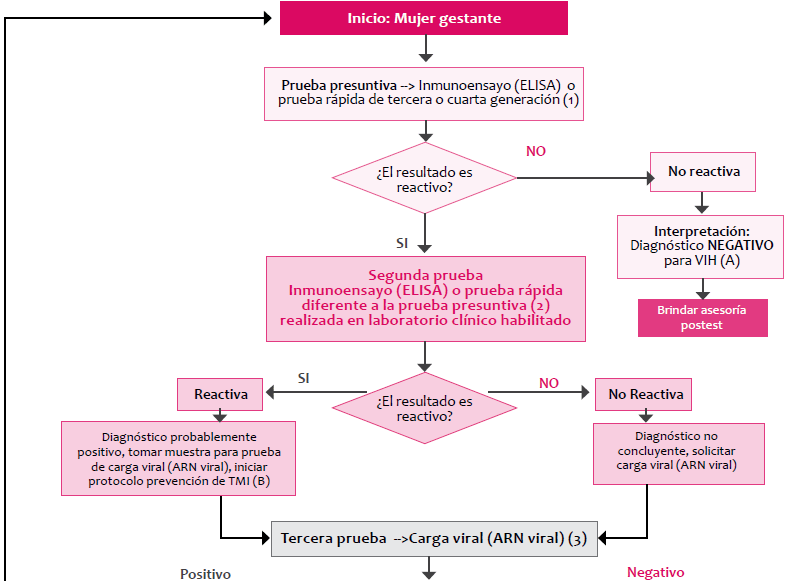 Inicio: Mujer gestante
Prueba presuntiva --> Inmunoensayo (ELISA) o
prueba rápida de tercera o cuarta generación (1)
¿El resultado es
reactivo?
NO
No reactiva
Interpretación:
Diagnóstico NEGATIVO
para VIH (A)
Brindar asesoría
postest
SI
Segunda prueba
Inmunoensayo (ELISA) o prueba rápida
diferente a la prueba presuntiva (2)
realizada en laboratorio clínico habilitado
¿El resultado es
reactivo?
SI
Reactiva
Diagnóstico probablemente
positivo, tomar muestra para prueba
de carga viral (ARN viral), iniciar
protocolo prevención de TMI (B)
NO
No Reactiva
Diagnóstico no
concluyente, solicitar
carga viral (ARN viral)
Tercera prueba -->Carga viral (ARN viral) (3)
Positivo
Negativo